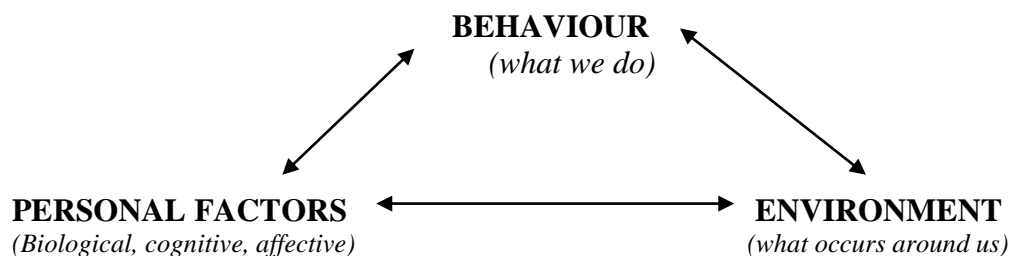 BEHAVIOUR
(what we do)
PERSONAL FACTORS
(Biological, cognitive, affective)
ENVIRONMENT
(what occurs around us)